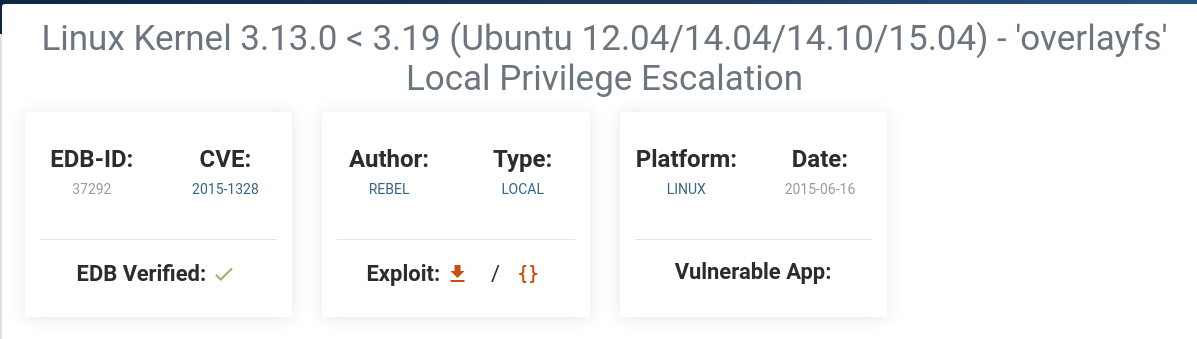 Linux Kernel 3.13.0 < 3.19 (Ubuntu 12.04/14.04/14.10/15.04) - 'overlayfs'
Local Privilege Escalation
EDB-ID: CVE:
37292 2015-1328
EDB Verified:
Author: Type:
REBEL LOCAL
Exploit: / {}
Platform: Date:
LINUX 2015-06-16
Vulnerable App: